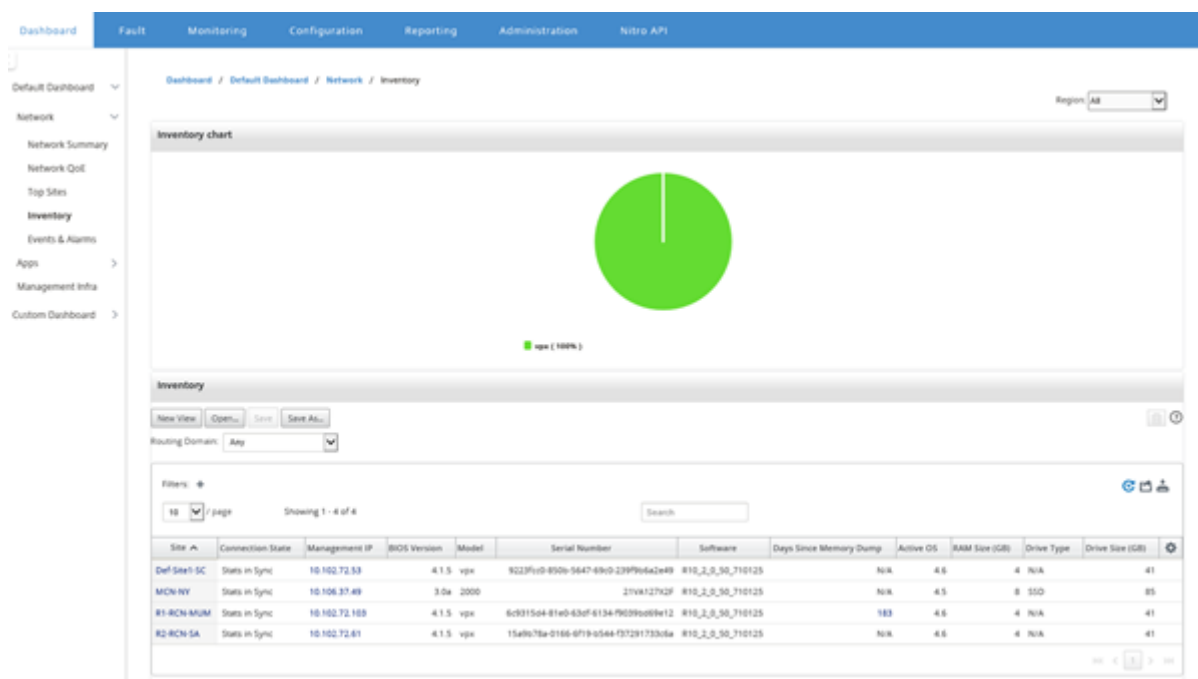 Dashboard Fault Monitoring Configuration Reporting Administration Nitro API
Dashboard / Default Dashboard / Network / Inventory
Region: All
Default Dashboard
Network
Network Summary
Network QoE
Top Sites
Inventory
Events & Alarms
Apps
Management Infra
Custom Dashboard
Inventory chart
vpx ( 100% )
Inventory
New View Open... Save Save As...
Routing Domain: Any
Filters: +
10 / page Showing 1 - 4 of 4 Search
Site Connection State Management IP BIOS Version Model Serial Number Software Days Since Memory Dump Active OS RAM Size (GB) Drive Type Drive Size (GB)
Def-Site1-SC Stats in Sync 10.102.72.53 4.1.5 vpx R10_2_0_50_710125 N/A 4.6 4 N/A 41
MCN-NY Stats in Sync 10.106.37.49 3.0a 2000 21VA127X2F R10_2_0_50_710125 N/A 4.5 8 SSD 85
R1-RCN-MUM Stats in Sync 10.102.72.103 4.1.5 vpx R10_2_0_50_710125 183 4.6 4 N/A 41
R2-RCN-SA Stats in Sync 10.102.72.61 4.1.5 vpx R10_2_0_50_710125 N/A 4.6 4 N/A 41
1